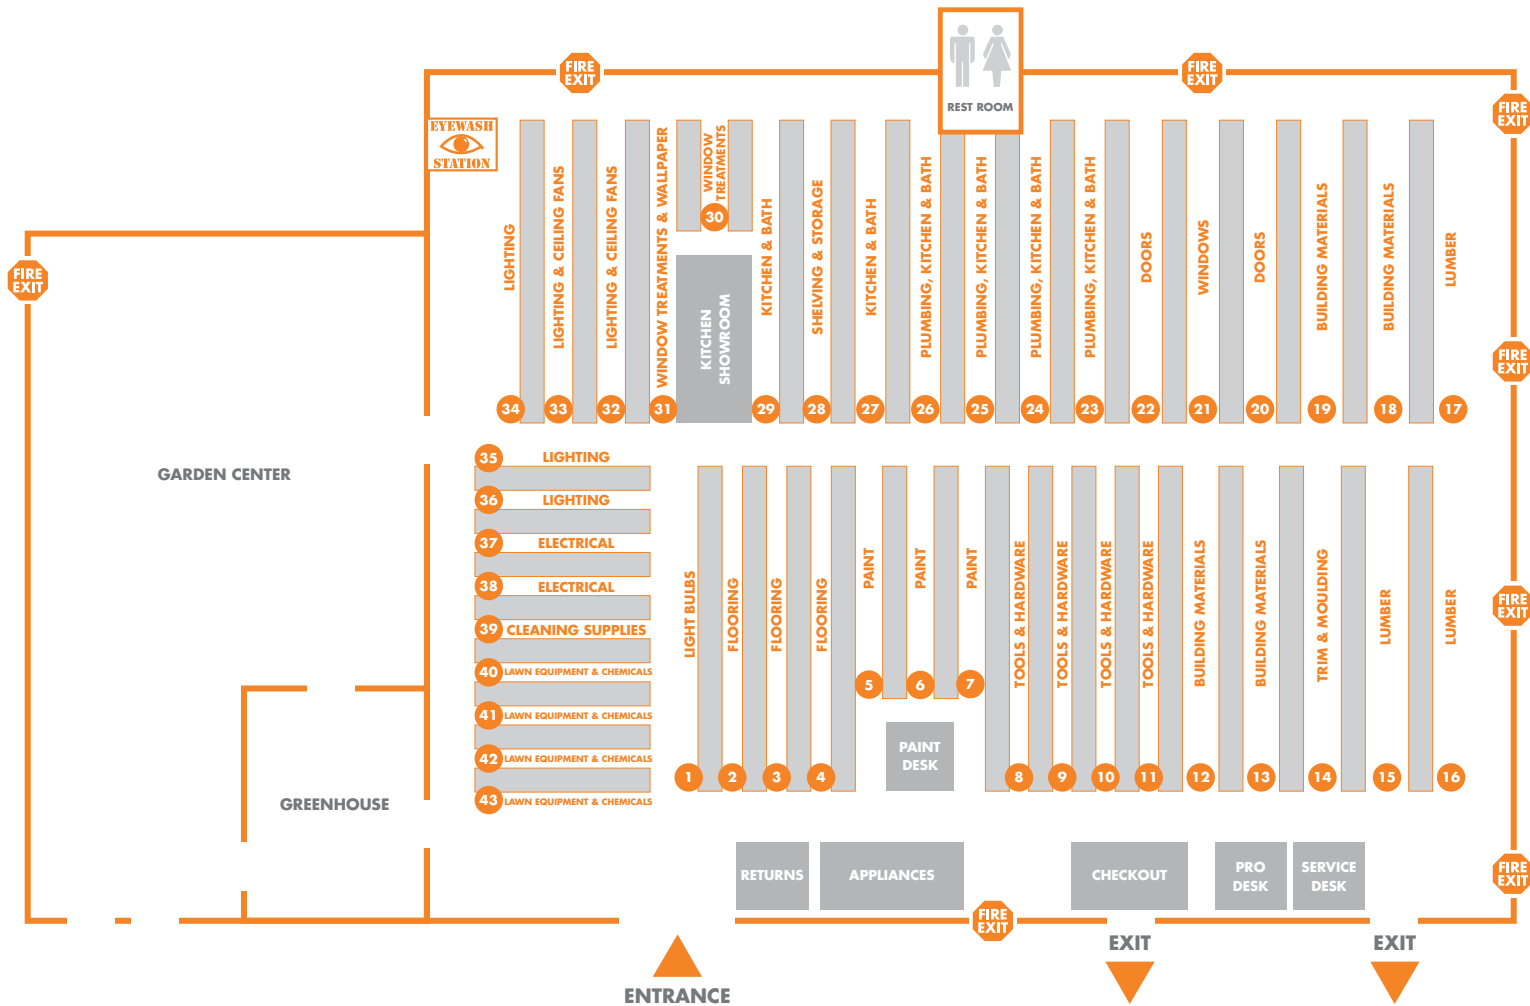 FIRE
EXIT
FIRE
EXIT
REST ROOM
FIRE
EXIT
EYEWASH
STATION
LIGHTING
LIGHTING & CEILING FANS
LIGHTING & CEILING FANS
WINDOW TREATMENTS & WALLPAPER
WINDOW
TREATMENTS
30
KITCHEN
SHOWROOM
KITCHEN & BATH
SHELVING & STORAGE
KITCHEN & BATH
PLUMBING, KITCHEN & BATH
PLUMBING, KITCHEN & BATH
PLUMBING, KITCHEN & BATH
PLUMBING, KITCHEN & BATH
DOORS
WINDOWS
DOORS
BUILDING MATERIALS
BUILDING MATERIALS
LUMBER
FIRE
EXIT
FIRE
EXIT
34
33
32
31
29
28
27
26
25
24
23
22
21
20
19
18
17
GARDEN CENTER
35 LIGHTING
36 LIGHTING
37 ELECTRICAL
38 ELECTRICAL
39 CLEANING SUPPLIES
40 LAWN EQUIPMENT & CHEMICALS
41 LAWN EQUIPMENT & CHEMICALS
42 LAWN EQUIPMENT & CHEMICALS
43 LAWN EQUIPMENT & CHEMICALS
LIGHT BULBS
FLOORING
FLOORING
FLOORING
PAINT
PAINT
PAINT
TOOLS & HARDWARE
TOOLS & HARDWARE
TOOLS & HARDWARE
TOOLS & HARDWARE
BUILDING MATERIALS
BUILDING MATERIALS
TRIM & MOULDING
LUMBER
LUMBER
FIRE
EXIT
5
6
7
PAINT
DESK
1
2
3
4
8
9
10
11
12
13
14
15
16
GREENHOUSE
RETURNS
APPLIANCES
CHECKOUT
PRO
DESK
SERVICE
DESK
FIRE
EXIT
FIRE
EXIT
ENTRANCE
EXIT
EXIT